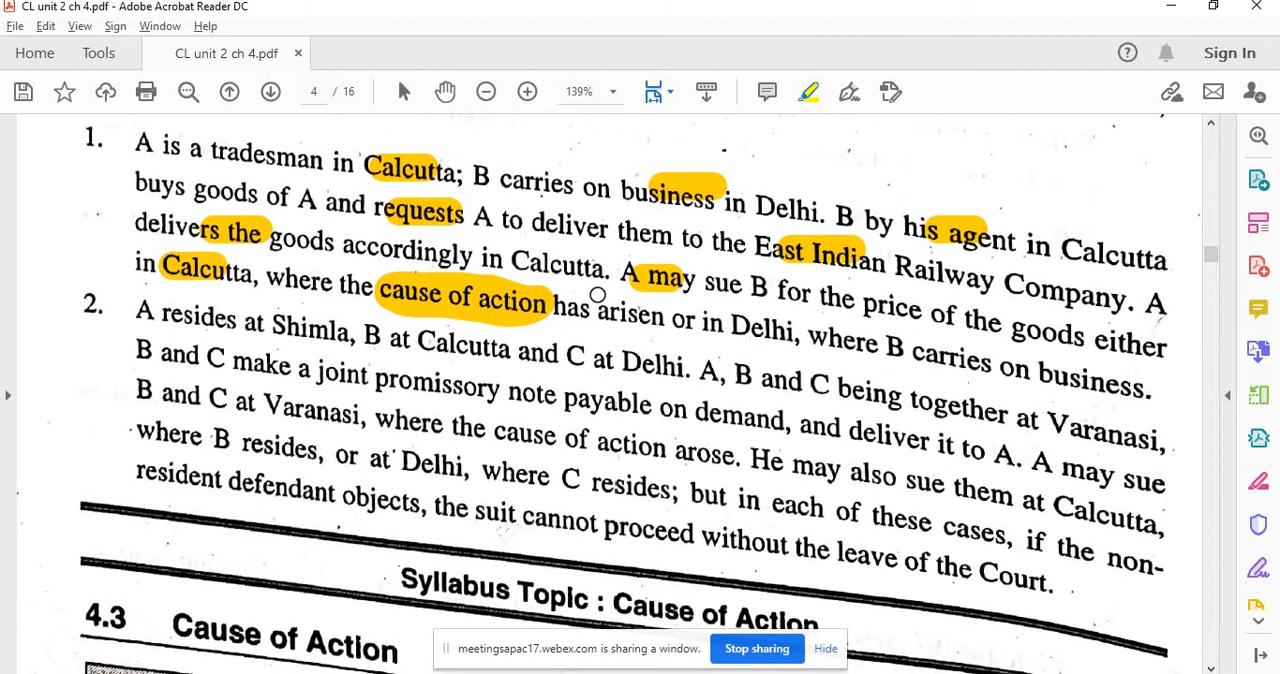 CL unit 2 ch 4.pdf - Adobe Acrobat Reader DC
File Edit View Sign Window Help
Home Tools CL unit 2 ch 4.pdf × Sign In
4 / 16 139%
1. A is a tradesman in Calcutta; B carries on business in Delhi. B by his agent in Calcutta
buys goods of A and requests A to deliver them to the East Indian Railway Company. A
delivers the goods accordingly in Calcutta. A may sue B for the price of the goods either
in Calcutta, where the cause of action has arisen or in Delhi, where B carries on business.
2. A resides at Shimla, B at Calcutta and C at Delhi. A, B and C being together at Varanasi,
B and C make a joint promissory note payable on demand, and deliver it to A. A may sue
B and C at Varanasi, where the cause of action arose. He may also sue them at Calcutta,
where B resides, or at Delhi, where C resides; but in each of these cases, if the non-
resident defendant objects, the suit cannot proceed without the leave of the Court.
Syllabus Topic : Cause of Action
4.3 Cause of Action
meetingsapac17.webex.com is sharing a window. Stop sharing Hide